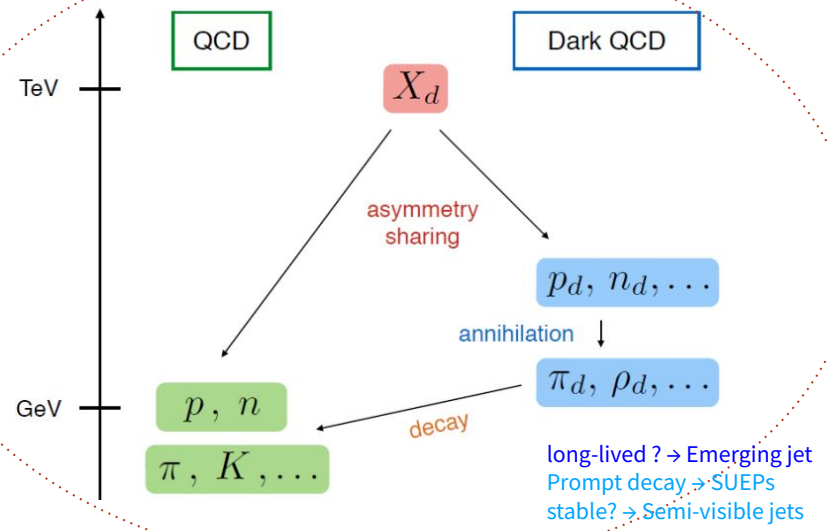 QCD
Dark QCD
TeV
X_d
asymmetry
sharing
p_d, n_d, ...
annihilation
π_d, ρ_d, ...
GeV
p , n
decay
π , K , ...
long-lived ? → Emerging jet
Prompt decay → SUEPs
stable? → Semi-visible jets